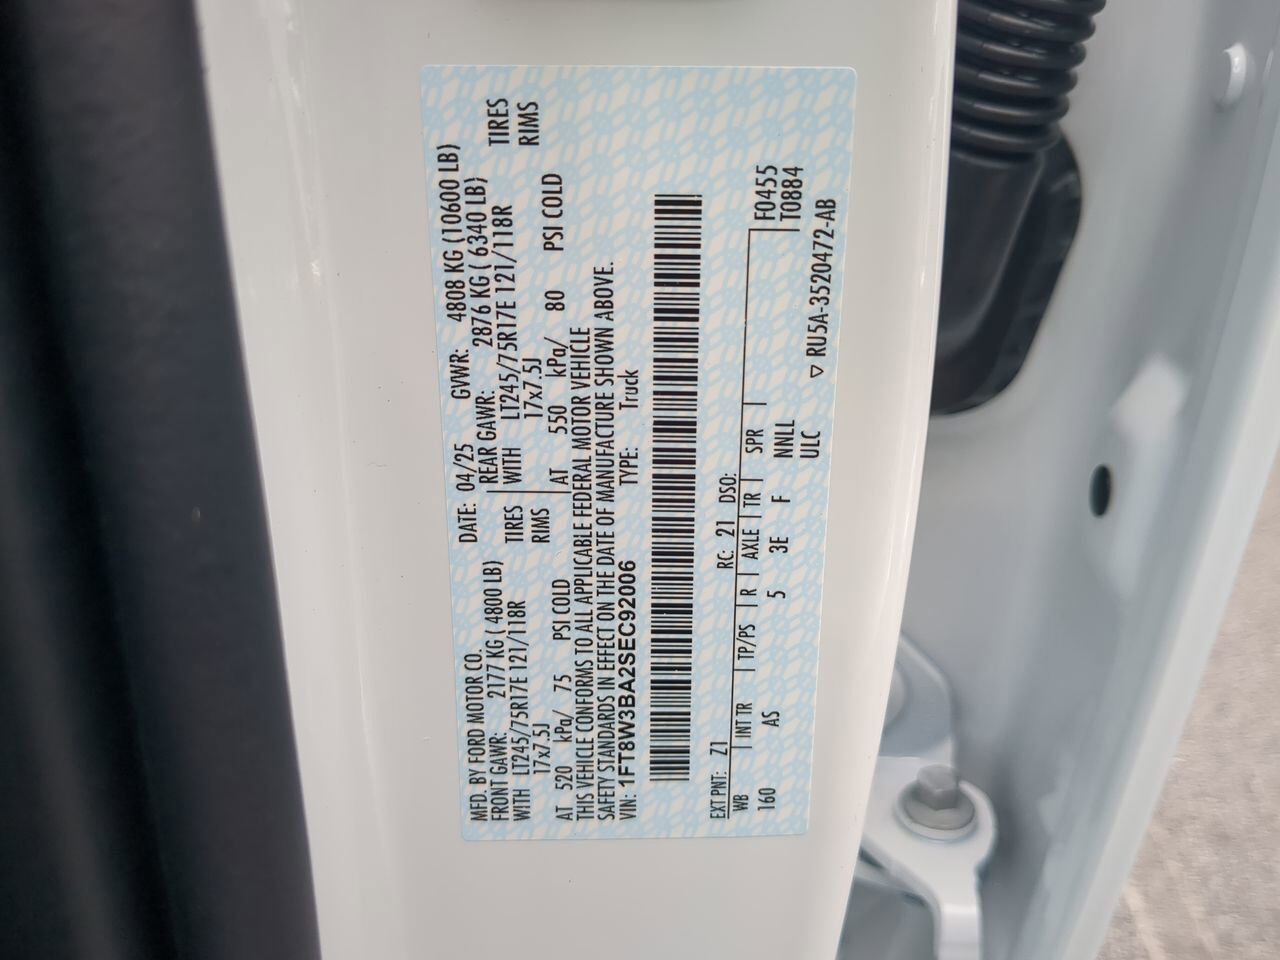 MFD. BY FORD MOTOR CO.
DATE: 04/25 GVWR: 4808 KG (10600 LB)
FRONT GAWR: 2177 KG ( 4800 LB) REAR GAWR: 2876 KG ( 6340 LB)
WITH LT245/75R17E 121/118R TIRES WITH LT245/75R17E 121/118R TIRES
17x7.5J RIMS 17x7.5J RIMS
AT 520 kPa/ 75 PSI COLD AT 550 kPa/ 80 PSI COLD
THIS VEHICLE CONFORMS TO ALL APPLICABLE FEDERAL MOTOR VEHICLE
SAFETY STANDARDS IN EFFECT ON THE DATE OF MANUFACTURE SHOWN ABOVE.
VIN: 1FT8W3BA2SEC92006 TYPE: Truck
EXT PNT: Z1 RC: 21 DSO: F0455
WB INT TR TP/PS R AXLE TR SPR T0884
160 AS 5 3E F NNLL
ULC ▽ RU5A-3520472-AB